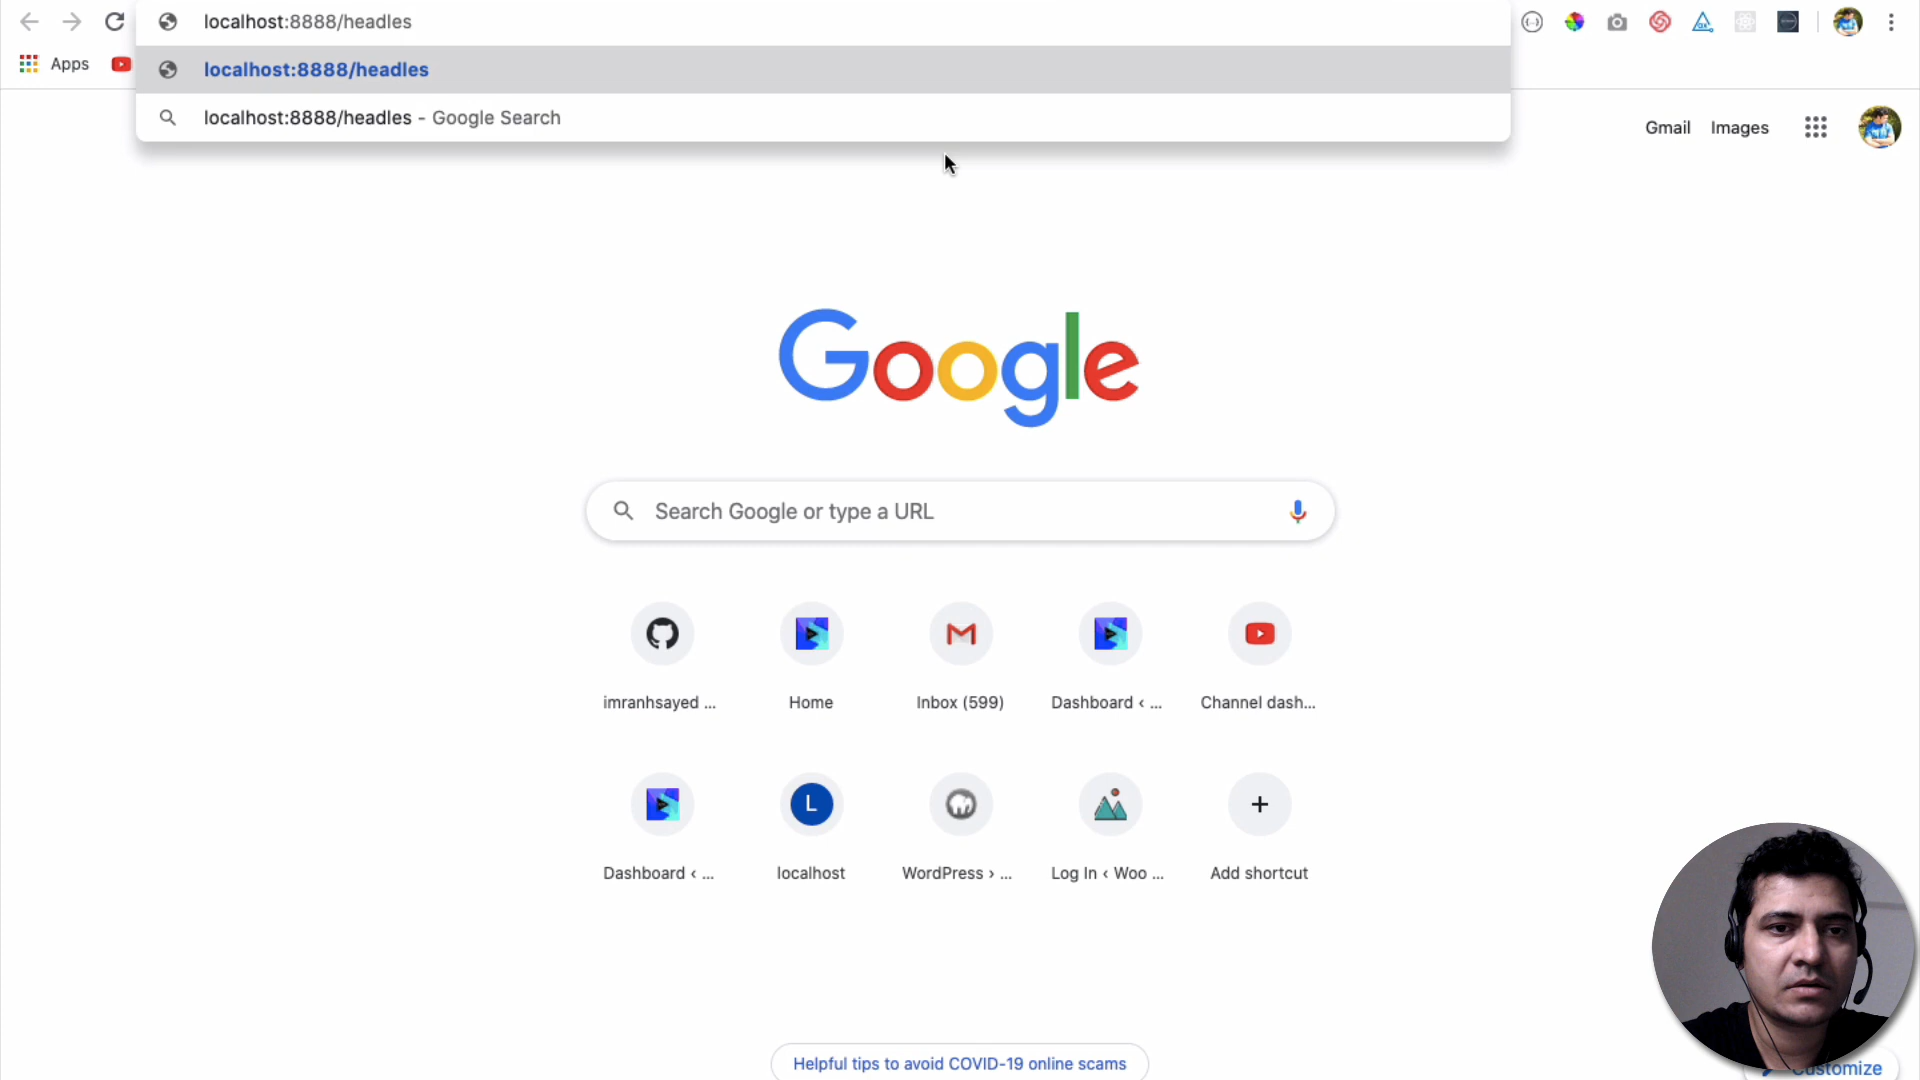 localhost:8888/headles
Apps
localhost:8888/headles
localhost:8888/headles - Google Search
Gmail
Images
Google
Search Google or type a URL
imranhsayed ...
Home
Inbox (599)
Dashboard ‹ ...
Channel dash...
L
Dashboard ‹ ...
localhost
WordPress › ...
Log In ‹ Woo ...
Add shortcut
Helpful tips to avoid COVID-19 online scams
Customize